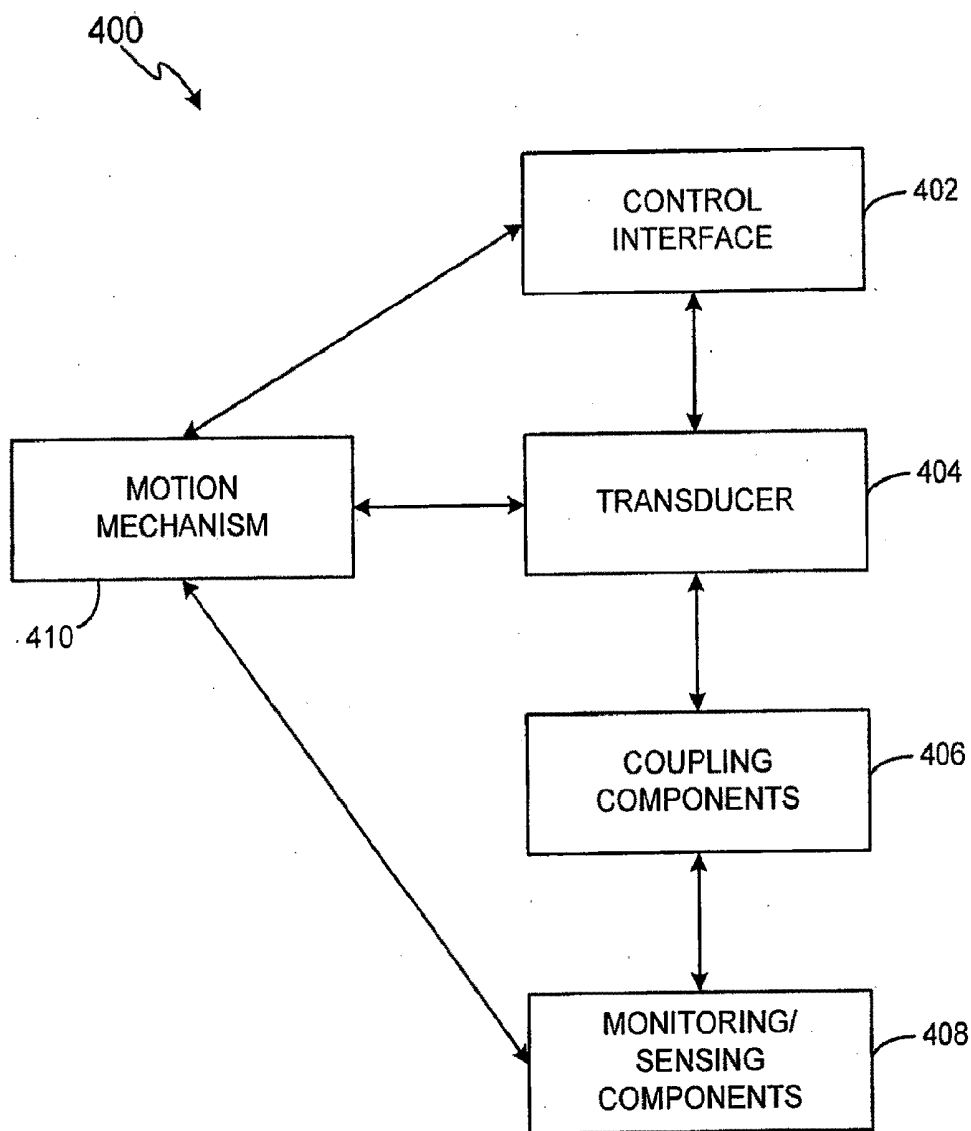 400
CONTROL
INTERFACE
402
MOTION
MECHANISM
410
TRANSDUCER
404
COUPLING
COMPONENTS
406
MONITORING/
SENSING
COMPONENTS
408